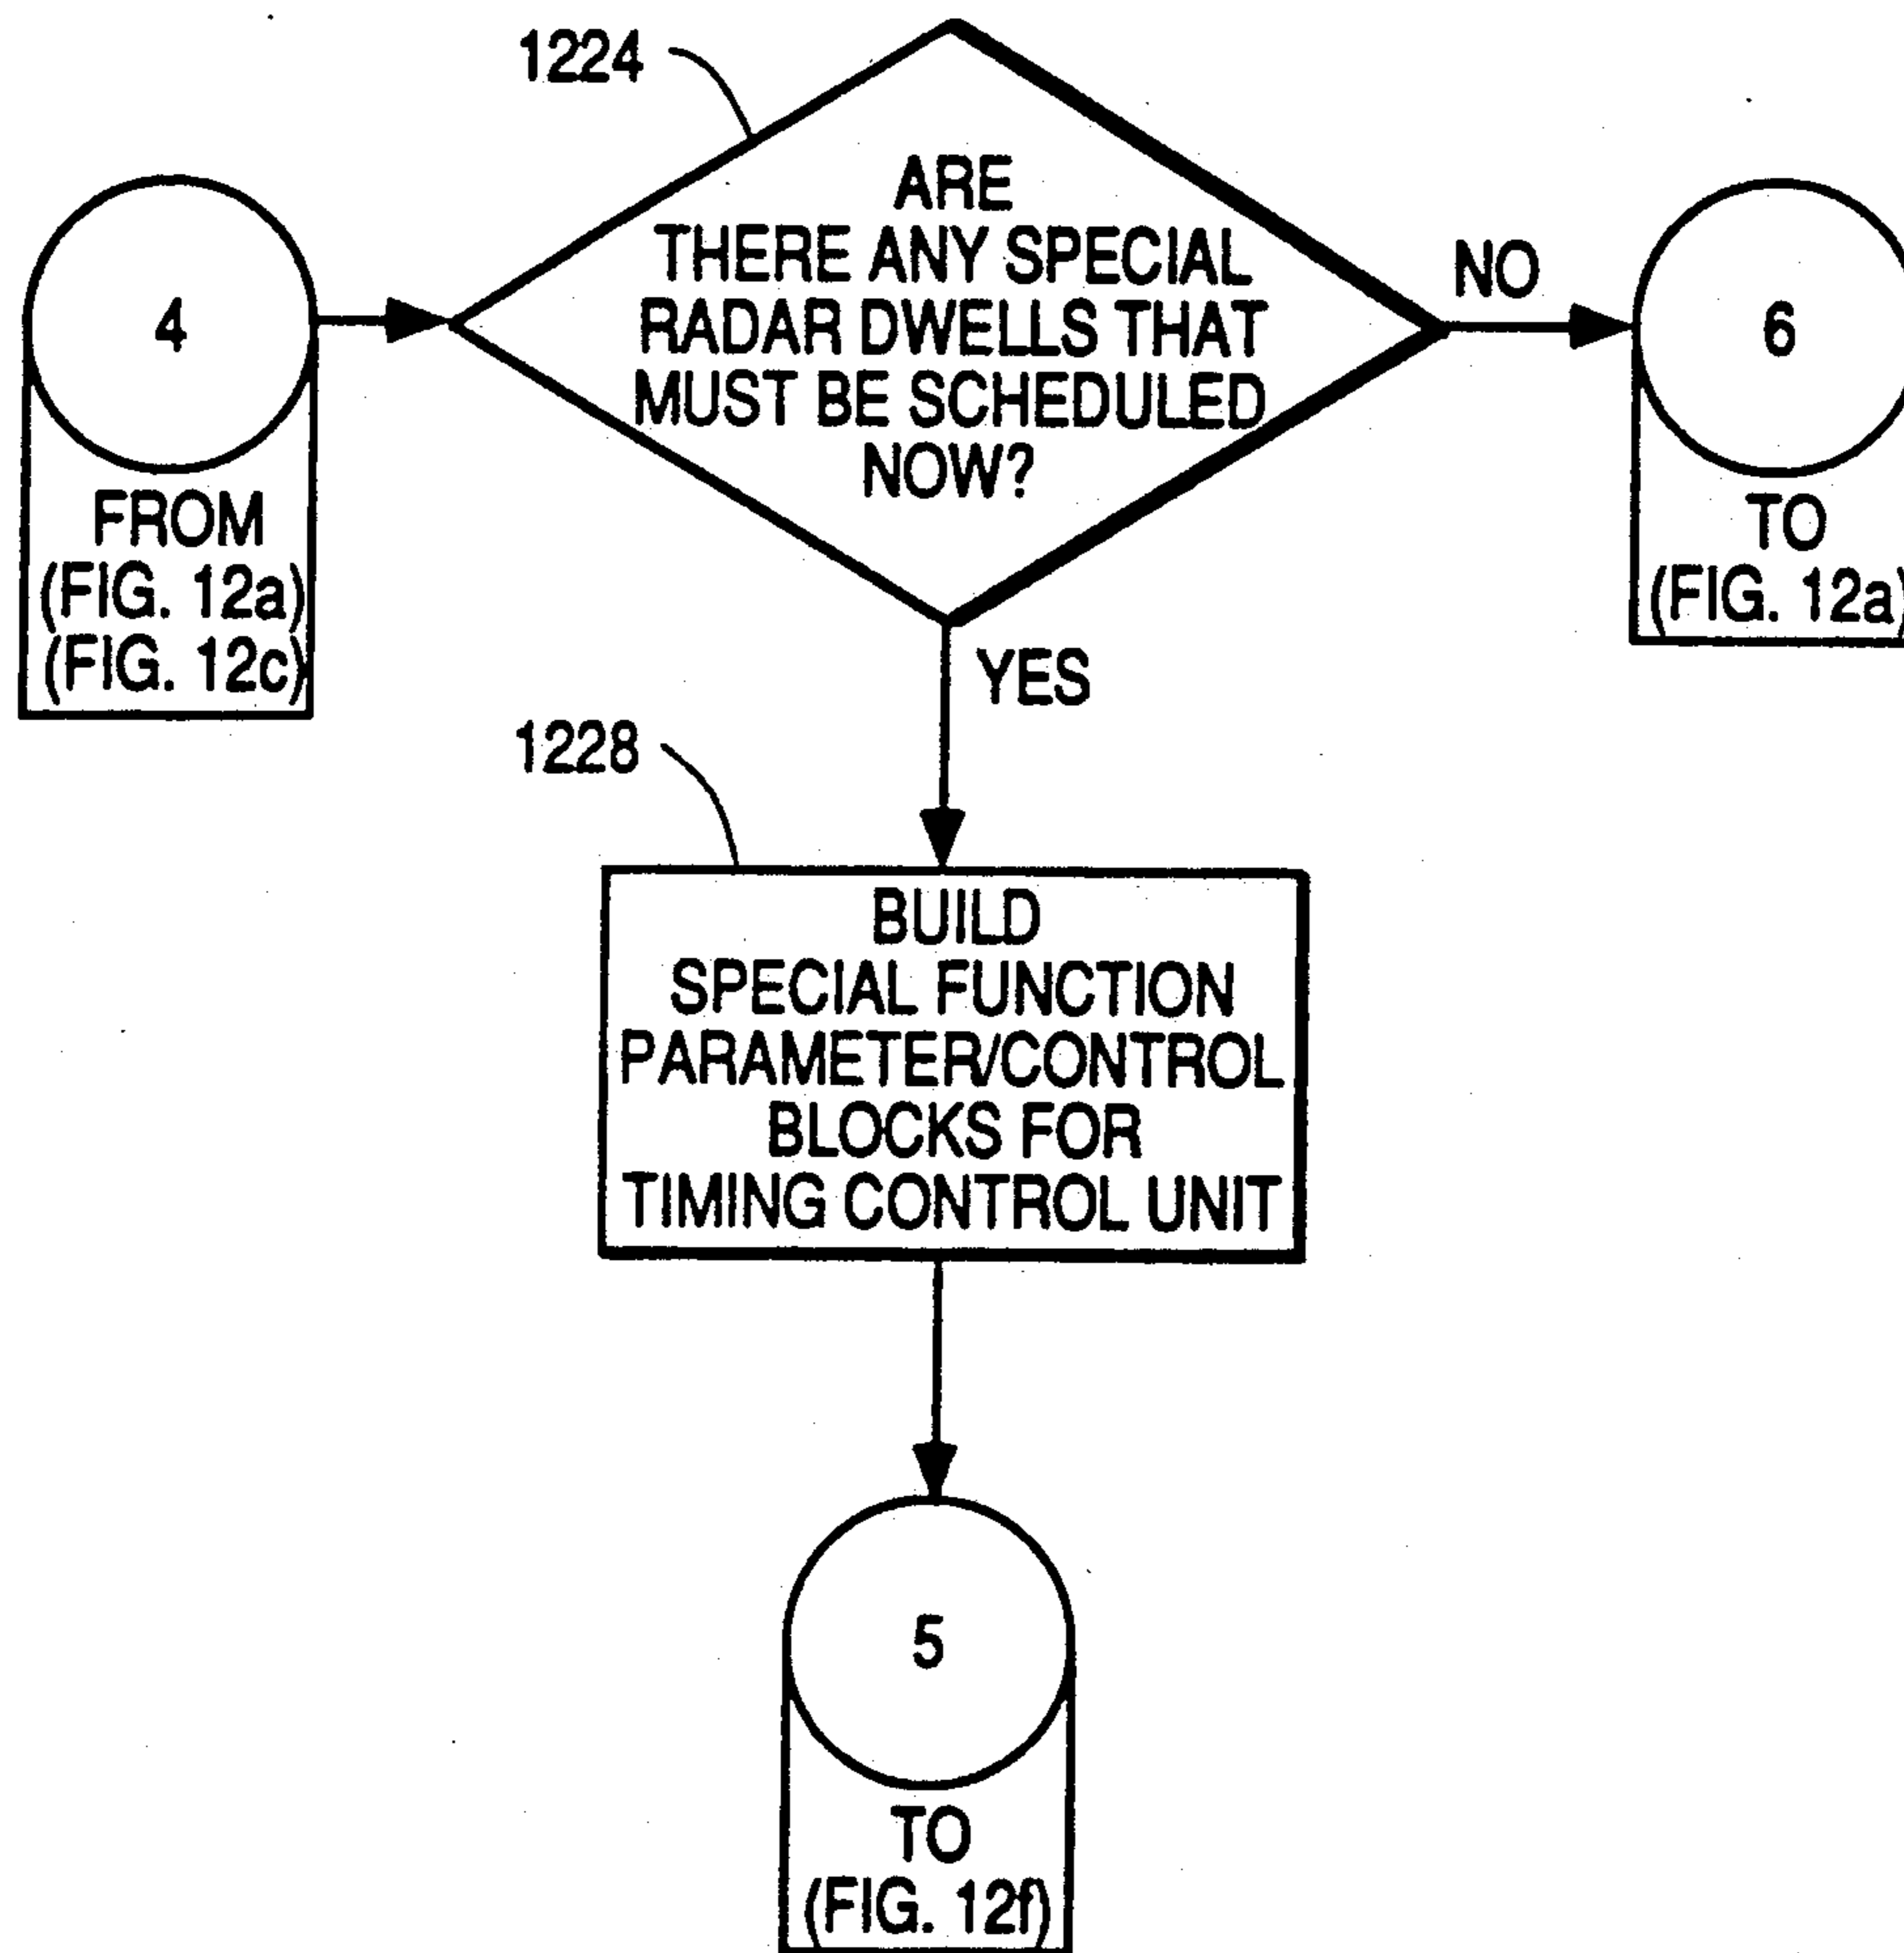 1224
ARE
THERE ANY SPECIAL
RADAR DWELLS THAT
MUST BE SCHEDULED
NOW?
4
FROM
(FIG. 12a)
(FIG. 12c)
NO
6
TO
(FIG. 12a)
YES
1228
BUILD
SPECIAL FUNCTION
PARAMETER/CONTROL
BLOCKS FOR
TIMING CONTROL UNIT
5
TO
(FIG. 12f)